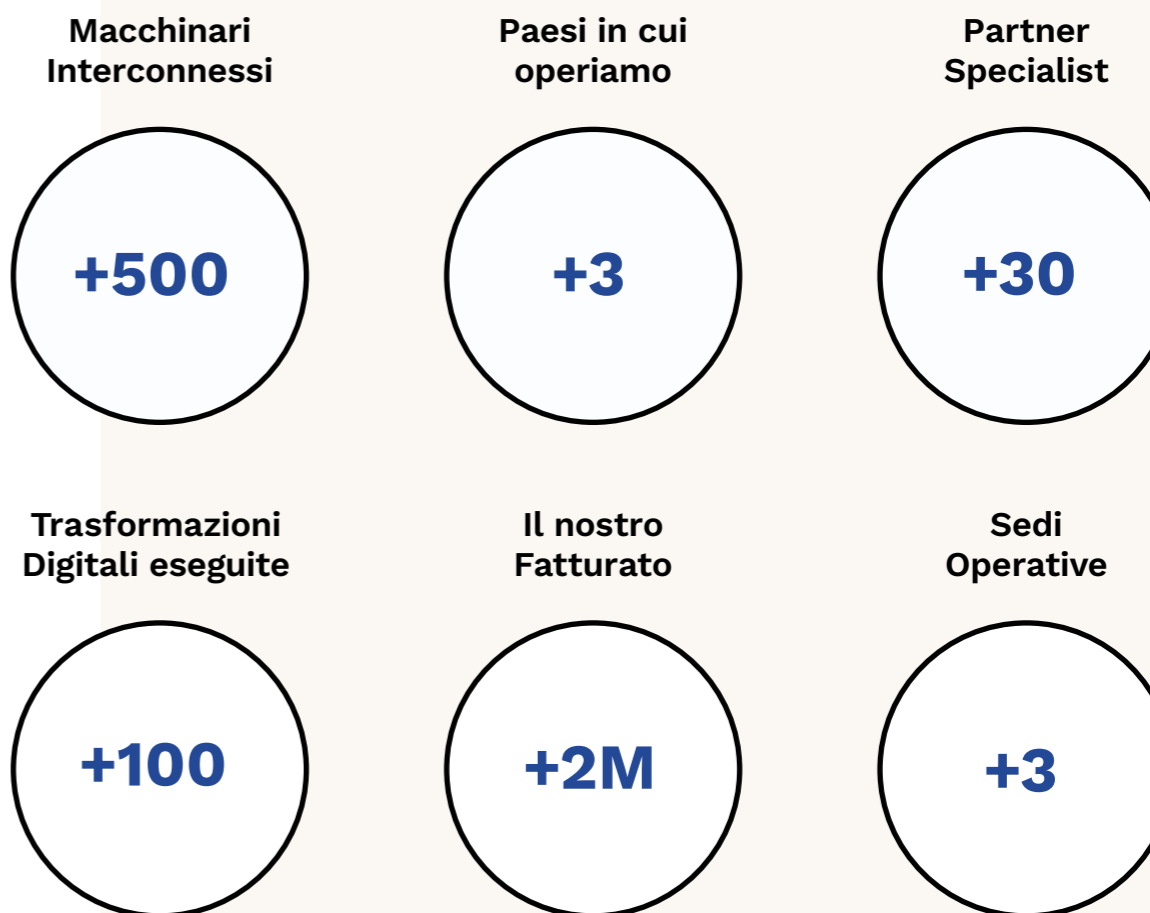 Macchinari
Interconnessi
Paesi in cui
operiamo
Partner
Specialist
+500
+3
+30
Trasformazioni
Digitali eseguite
Il nostro
Fatturato
Sedi
Operative
+100
+2M
+3